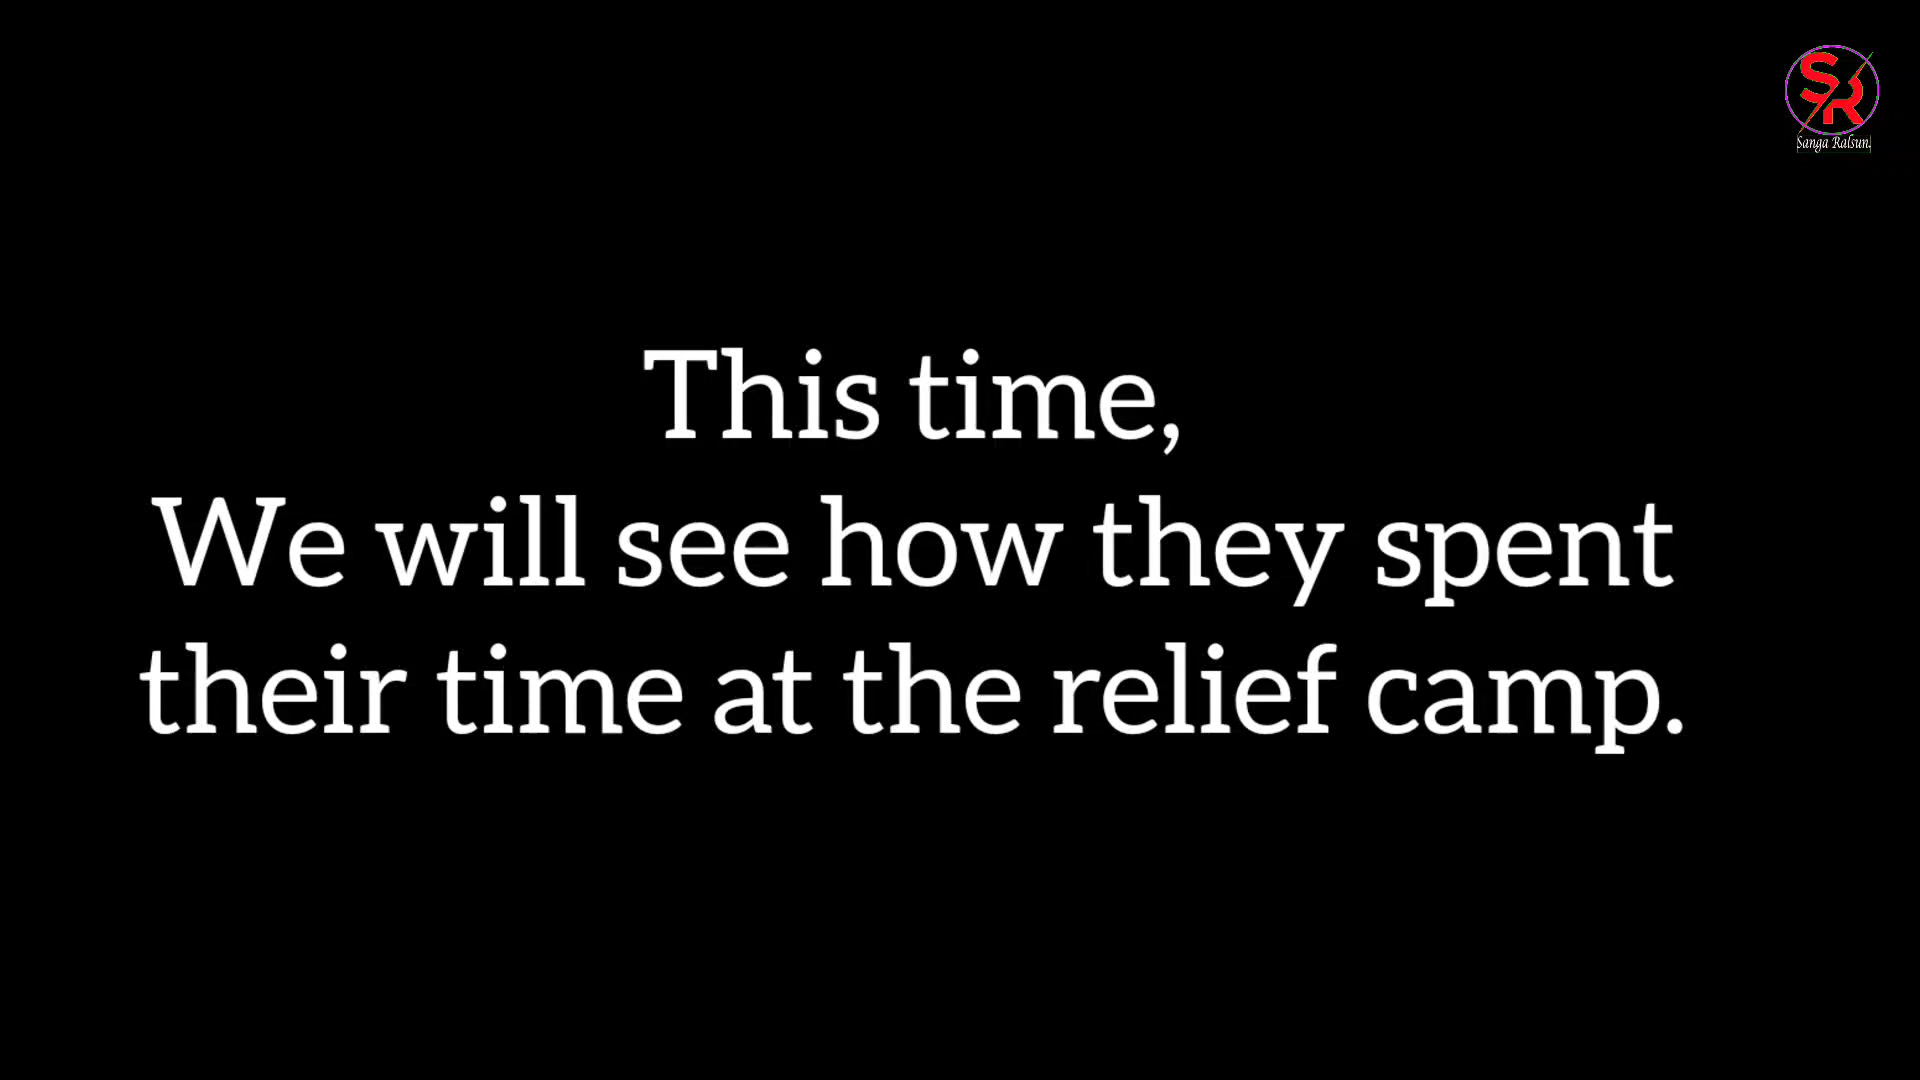 SR
Sanga Ralsun
This time,
We will see how they spent
their time at the relief camp.